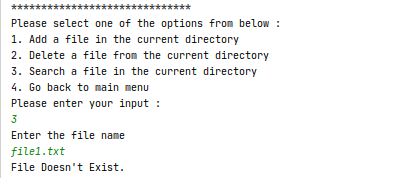 ******************************
Please select one of the options from below :
1. Add a file in the current directory
2. Delete a file from the current directory
3. Search a file in the current directory
4. Go back to main menu
Please enter your input :
3
Enter the file name
file1.txt
File Doesn't Exist.